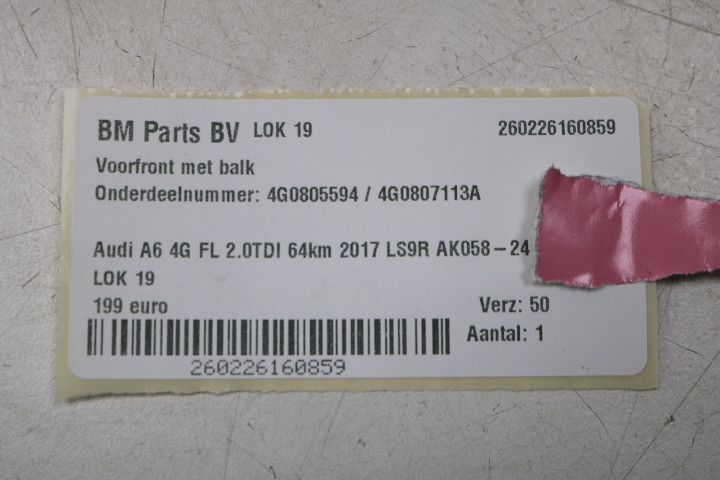 BM Parts BV LOK 19 260226160859
Voorfront met balk
Onderdeelnummer: 4G0805594 / 4G0807113A
Audi A6 4G FL 2.0TDI 64km 2017 LS9R AK058-24
LOK 19
199 euro Verz: 50
Aantal: 1
260226160859